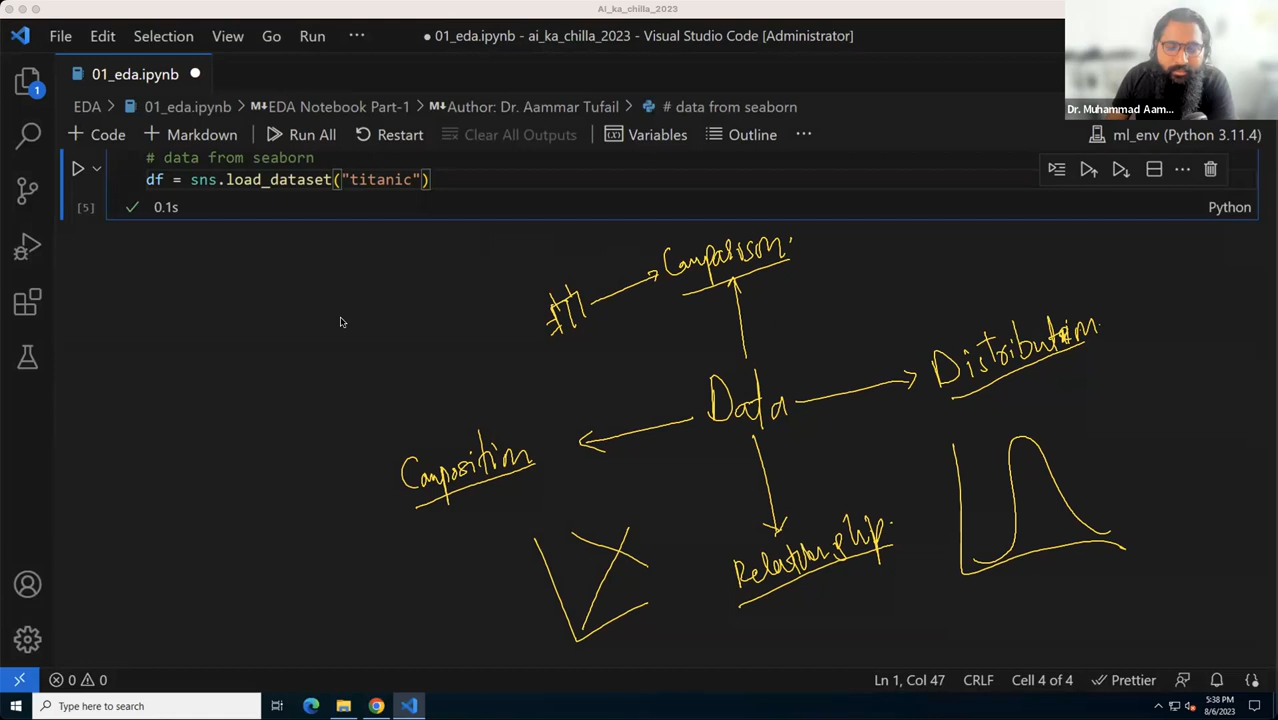 Ai_ka_chilla_2023
File Edit Selection View Go Run ··· ● 01_eda.ipynb - ai_ka_chilla_2023 - Visual Studio Code [Administrator]
01_eda.ipynb ●
EDA > 01_eda.ipynb > M↓EDA Notebook Part-1 > M↓Author: Dr. Aammar Tufail > # data from seaborn
Dr. Muhammad Aam...
+ Code + Markdown Run All Restart Clear All Outputs Variables Outline ··· ml_env (Python 3.11.4)
1
# data from seaborn
df = sns.load_dataset("titanic")
[5] ✓ 0.1s Python
Comparison
Distribution
Data
Composition
Relationship
0 0 Ln 1, Col 47 CRLF Cell 4 of 4 Prettier
Type here to search
5:38 PM
8/6/2023